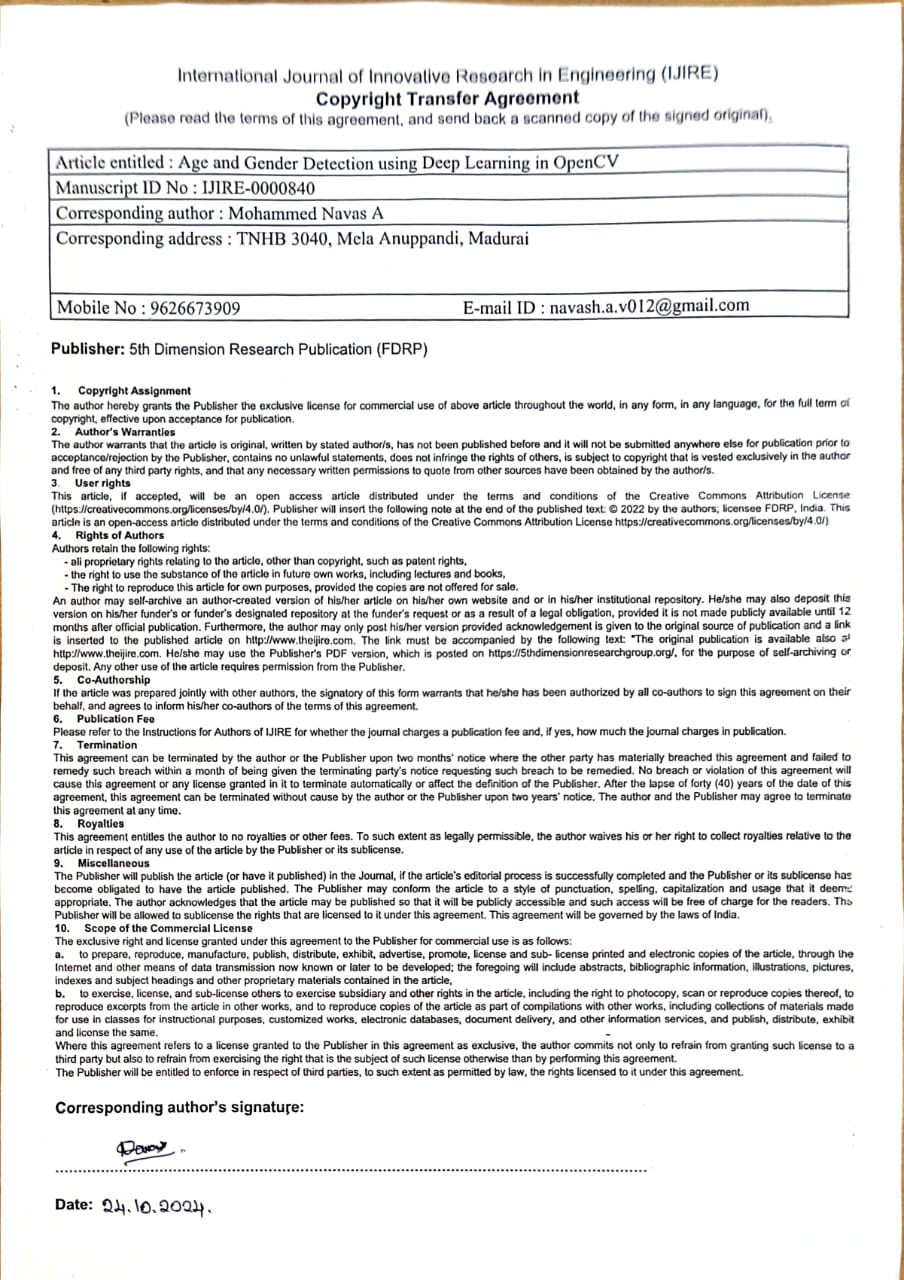 International Journal of Innovative Research in Engineering (IJIRE)
Copyright Transfer Agreement
(Please read the terms of this agreement, and send back a scanned copy of the signed original).
Article entitled : Age and Gender Detection using Deep Learning in OpenCV
Manuscript ID No : IJIRE-0000840
Corresponding author : Mohammed Navas A
Corresponding address : TNHB 3040, Mela Anuppandi, Madurai
Mobile No : 9626673909 E-mail ID : navash.a.v012@gmail.com
Publisher: 5th Dimension Research Publication (FDRP)
1. Copyright Assignment
The author hereby grants the Publisher the exclusive license for commercial use of above article throughout the world, in any form, in any language, for the full term of
copyright, effective upon acceptance for publication.
2. Author's Warranties
The author warrants that the article is original, written by stated author/s, has not been published before and it will not be submitted anywhere else for publication prior to
acceptance/rejection by the Publisher, contains no unlawful statements, does not infringe the rights of others, is subject to copyright that is vested exclusively in the author
and free of any third party rights, and that any necessary written permissions to quote from other sources have been obtained by the author/s.
3. User rights
This article, if accepted, will be an open access article distributed under the terms and conditions of the Creative Commons Attribution License
(https://creativecommons.org/licenses/by/4.0/). Publisher will insert the following note at the end of the published text: © 2022 by the authors; licensee FDRP, India. This
article is an open-access article distributed under the terms and conditions of the Creative Commons Attribution License https://creativecommons.org/licenses/by/4.0/)
4. Rights of Authors
Authors retain the following rights:
- all proprietary rights relating to the article, other than copyright, such as patent rights,
- the right to use the substance of the article in future own works, including lectures and books,
- The right to reproduce this article for own purposes, provided the copies are not offered for sale.
An author may self-archive an author-created version of his/her article on his/her own website and or in his/her institutional repository. He/she may also deposit this
version on his/her funder's or funder's designated repository at the funder's request or as a result of a legal obligation, provided it is not made publicly available until 12
months after official publication. Furthermore, the author may only post his/her version provided acknowledgement is given to the original source of publication and a link
is inserted to the published article on http://www.theijire.com. The link must be accompanied by the following text: "The original publication is available also at
http://www.theijire.com. He/she may use the Publisher's PDF version, which is posted on https://5thdimensionresearchgroup.org/, for the purpose of self-archiving or
deposit. Any other use of the article requires permission from the Publisher.
5. Co-Authorship
If the article was prepared jointly with other authors, the signatory of this form warrants that he/she has been authorized by all co-authors to sign this agreement on their
behalf, and agrees to inform his/her co-authors of the terms of this agreement.
6. Publication Fee
Please refer to the Instructions for Authors of IJIRE for whether the journal charges a publication fee and, if yes, how much the journal charges in publication.
7. Termination
This agreement can be terminated by the author or the Publisher upon two months' notice where the other party has materially breached this agreement and failed to
remedy such breach within a month of being given the terminating party's notice requesting such breach to be remedied. No breach or violation of this agreement will
cause this agreement or any license granted in it to terminate automatically or affect the definition of the Publisher. After the lapse of forty (40) years of the date of this
agreement, this agreement can be terminated without cause by the author or the Publisher upon two years' notice. The author and the Publisher may agree to terminate
this agreement at any time.
8. Royalties
This agreement entitles the author to no royalties or other fees. To such extent as legally permissible, the author waives his or her right to collect royalties relative to the
article in respect of any use of the article by the Publisher or its sublicense.
9. Miscellaneous
The Publisher will publish the article (or have it published) in the Journal, if the article's editorial process is successfully completed and the Publisher or its sublicense has
become obligated to have the article published. The Publisher may conform the article to a style of punctuation, spelling, capitalization and usage that it deems
appropriate. The author acknowledges that the article may be published so that it will be publicly accessible and such access will be free of charge for the readers. The
Publisher will be allowed to sublicense the rights that are licensed to it under this agreement. This agreement will be governed by the laws of India.
10. Scope of the Commercial License
The exclusive right and license granted under this agreement to the Publisher for commercial use is as follows:
a. to prepare, reproduce, manufacture, publish, distribute, exhibit, advertise, promote, license and sub- license printed and electronic copies of the article, through the
Internet and other means of data transmission now known or later to be developed; the foregoing will include abstracts, bibliographic information, illustrations, pictures,
indexes and subject headings and other proprietary materials contained in the article,
b. to exercise, license, and sub-license others to exercise subsidiary and other rights in the article, including the right to photocopy, scan or reproduce copies thereof, to
reproduce excerpts from the article in other works, and to reproduce copies of the article as part of compilations with other works, including collections of materials made
for use in classes for instructional purposes, customized works, electronic databases, document delivery, and other information services, and publish, distribute, exhibit
and license the same.
Where this agreement refers to a license granted to the Publisher in this agreement as exclusive, the author commits not only to refrain from granting such license to a
third party but also to refrain from exercising the right that is the subject of such license otherwise than by performing this agreement.
The Publisher will be entitled to enforce in respect of third parties, to such extent as permitted by law, the rights licensed to it under this agreement.
Corresponding author's signature:
Date: 24.10.2024.